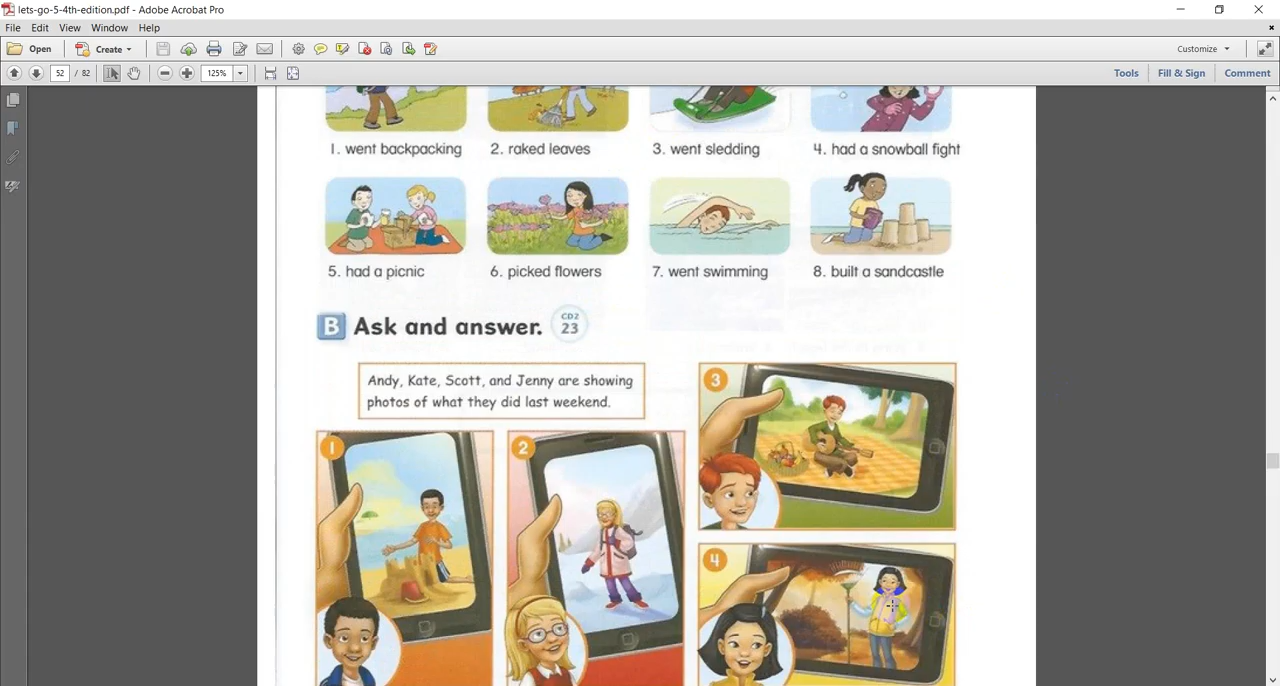 lets-go-5-4th-edition.pdf - Adobe Acrobat Pro
File Edit View Window Help
Open Create Customize
52 / 82 125% Tools Fill & Sign Comment
1. went backpacking 2. raked leaves 3. went sledding 4. had a snowball fight
5. had a picnic 6. picked flowers 7. went swimming 8. built a sandcastle
B Ask and answer. CD2 23
Andy, Kate, Scott, and Jenny are showing
photos of what they did last weekend.
1
2
3
4